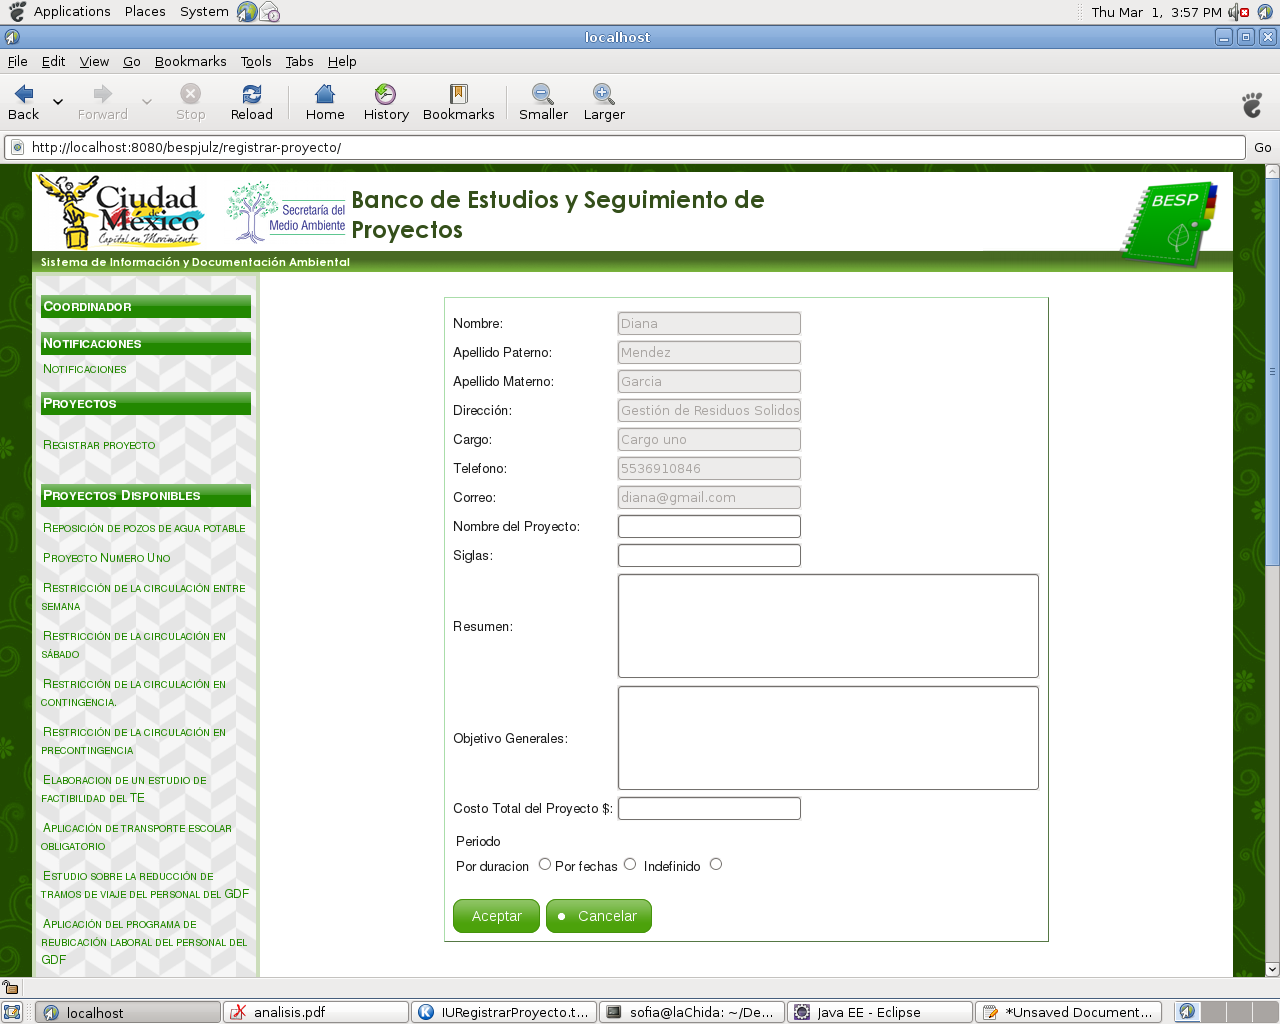 Applications Places System Thu Mar 1, 3:57 PM
localhost
File Edit View Go Bookmarks Tools Tabs Help
Back Forward Stop Reload Home History Bookmarks Smaller Larger
http://localhost:8080/bespjulz/registrar-proyecto/ Go
Ciudad de México
Capital en Movimiento
Secretaría del
Medio Ambiente
Banco de Estudios y Seguimiento de
Proyectos
BESP
Sistema de Información y Documentación Ambiental
Coordinador
Notificaciones
Notificaciones
Proyectos
Registrar proyecto
Proyectos Disponibles
Reposición de pozos de agua potable
Proyecto Numero Uno
Restricción de la circulación entre
semana
Restricción de la circulación en
sábado
Restricción de la circulación en
contingencia.
Restricción de la circulación en
precontingencia
Elaboracion de un estudio de
factibilidad del TE
Aplicación de transporte escolar
obligatorio
Estudio sobre la reducción de
tramos de viaje del personal del GDF
Aplicación del programa de
reubicación laboral del personal del
GDF
Nombre: Diana
Apellido Paterno: Mendez
Apellido Materno: Garcia
Dirección: Gestión de Residuos Solidos
Cargo: Cargo uno
Telefono: 5536910846
Correo: diana@gmail.com
Nombre del Proyecto:
Siglas:
Resumen:
Objetivo Generales:
Costo Total del Proyecto $:
Periodo
Por duracion Por fechas Indefinido
Aceptar Cancelar
localhost analisis.pdf IURegistrarProyecto.t... sofia@laChida: ~/De... Java EE - Eclipse *Unsaved Document...